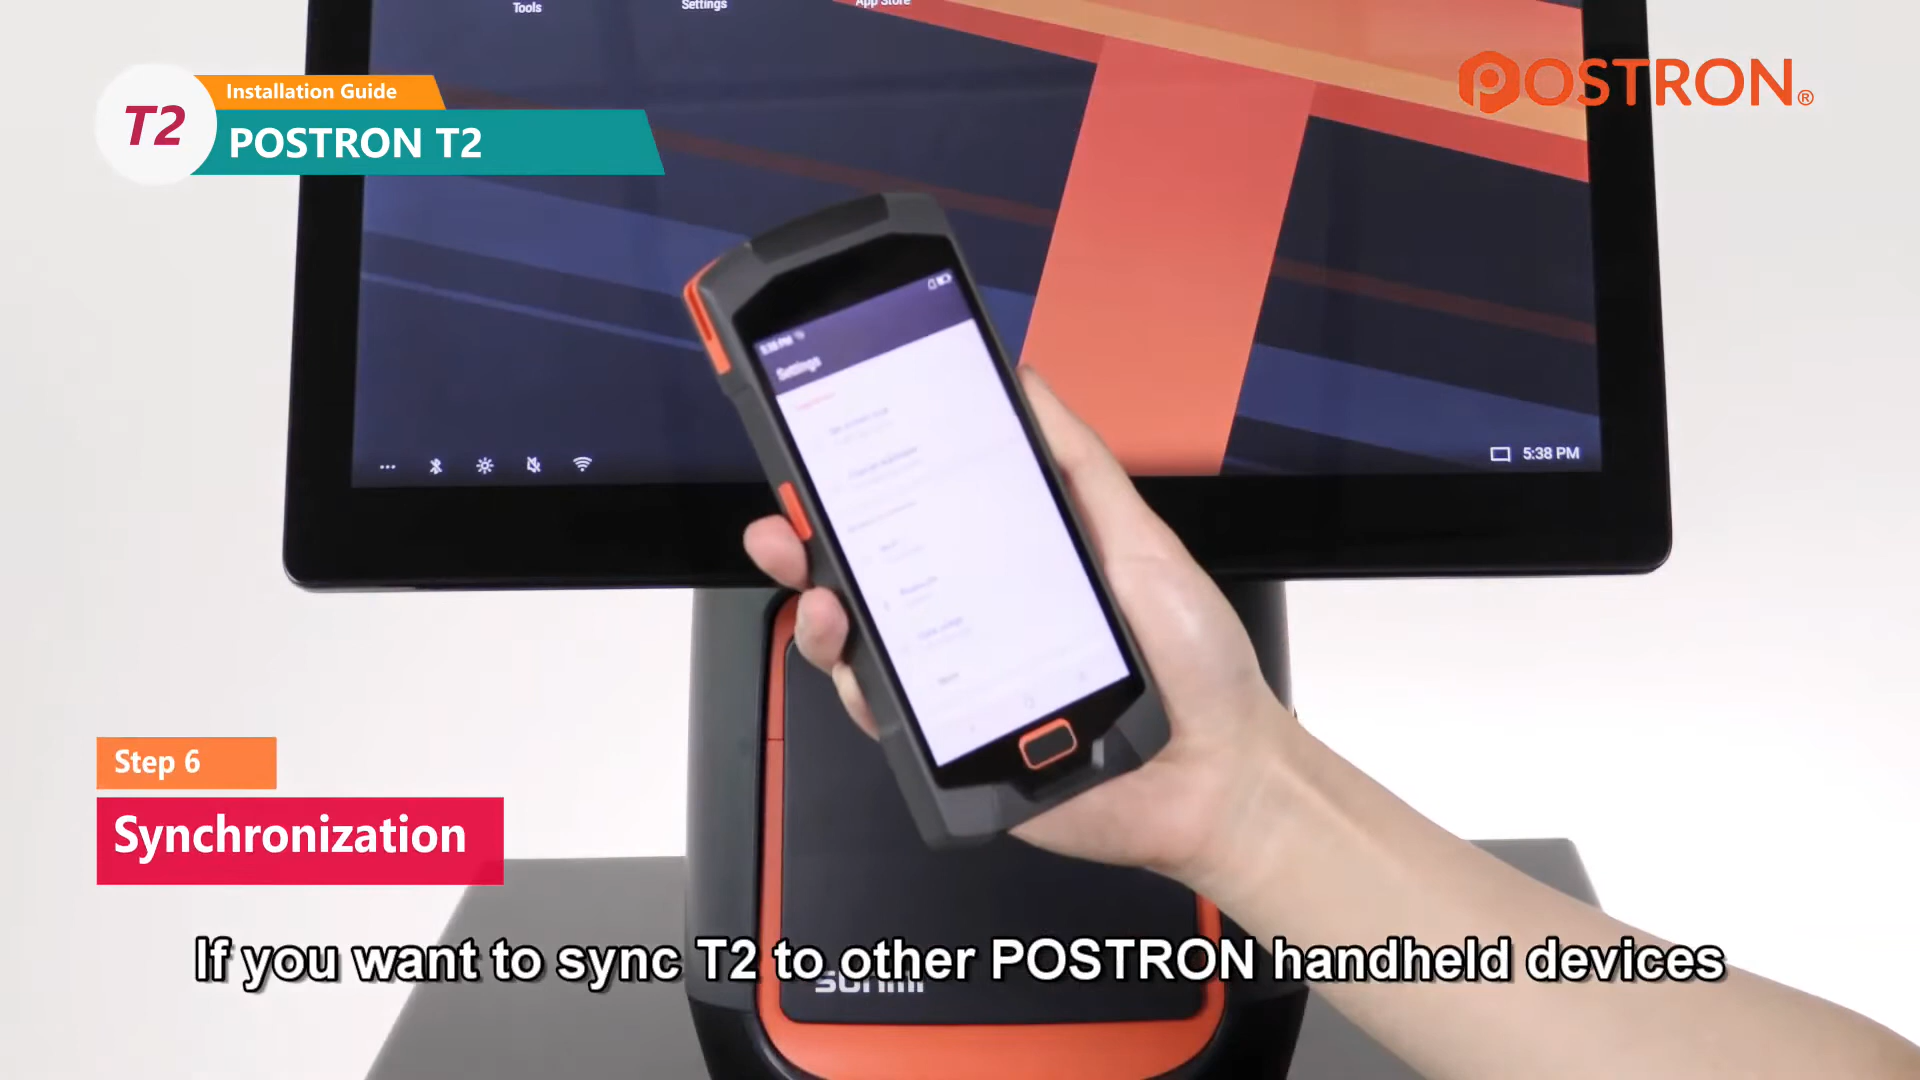 Tools
Settings
App Store
Installation Guide
T2
POSTRON T2
POSTRON®
Settings
5:38 PM
Step 6
Synchronization
If you want to sync T2 to other POSTRON handheld devices
sunmi